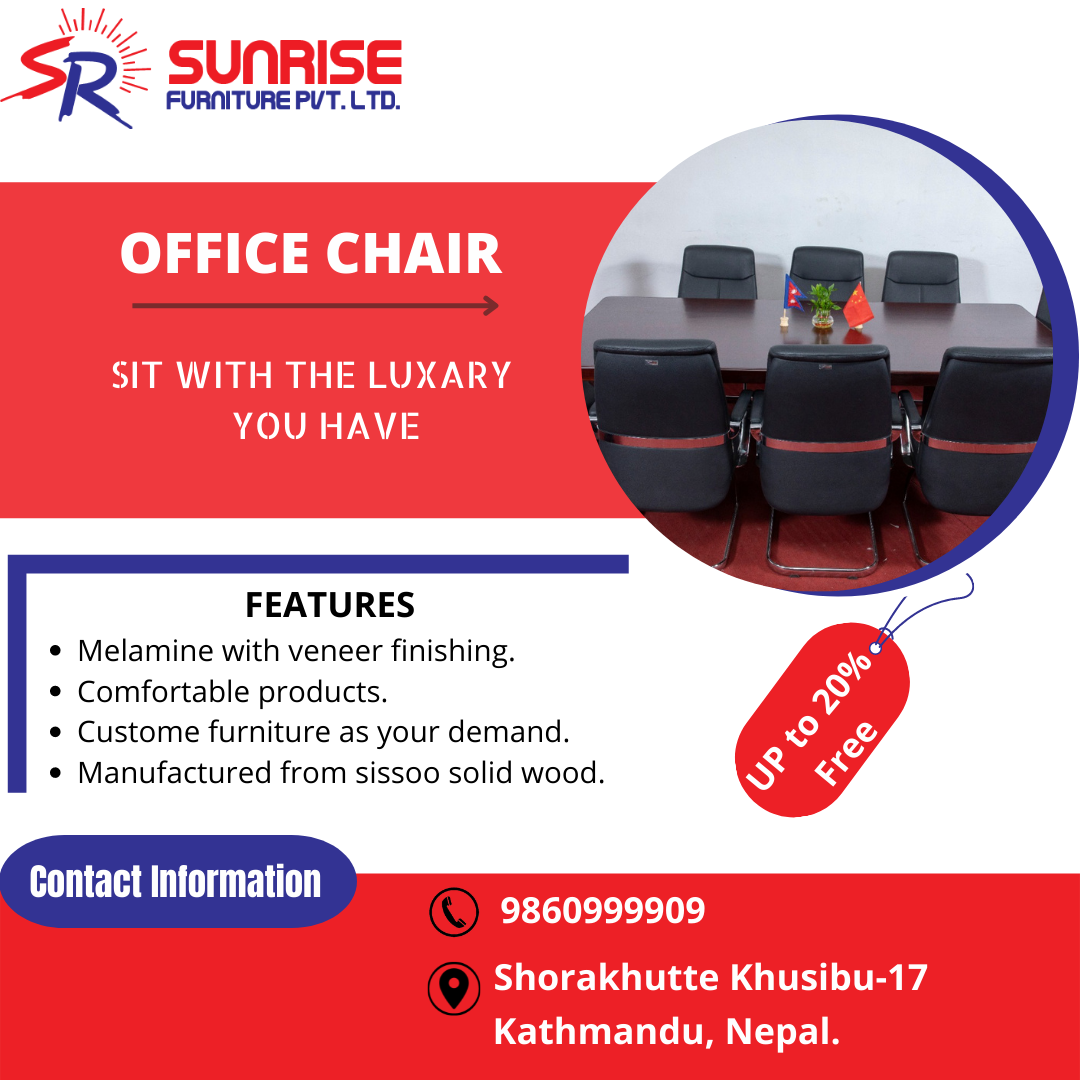 SR
SUNRISE
FURNITURE PVT. LTD.
OFFICE CHAIR
SIT WITH THE LUXARY
YOU HAVE
FEATURES
• Melamine with veneer finishing.
• Comfortable products.
• Custome furniture as your demand.
• Manufactured from sissoo solid wood.
UP to 20%
Free
Contact Information
9860999909
Shorakhutte Khusibu-17
Kathmandu, Nepal.